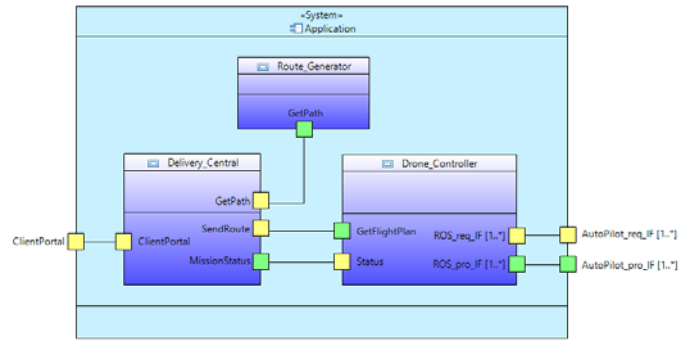 «System»
Application
Route_Generator
GetPath
Delivery_Central
Drone_Controller
GetPath
SendRoute
GetFlightPlan
ROS_req_IF [1..*]
AutoPilot_req_IF [1..*]
ClientPortal
ClientPortal
MissionStatus
Status
ROS_pro_IF [1..*]
AutoPilot_pro_IF [1..*]